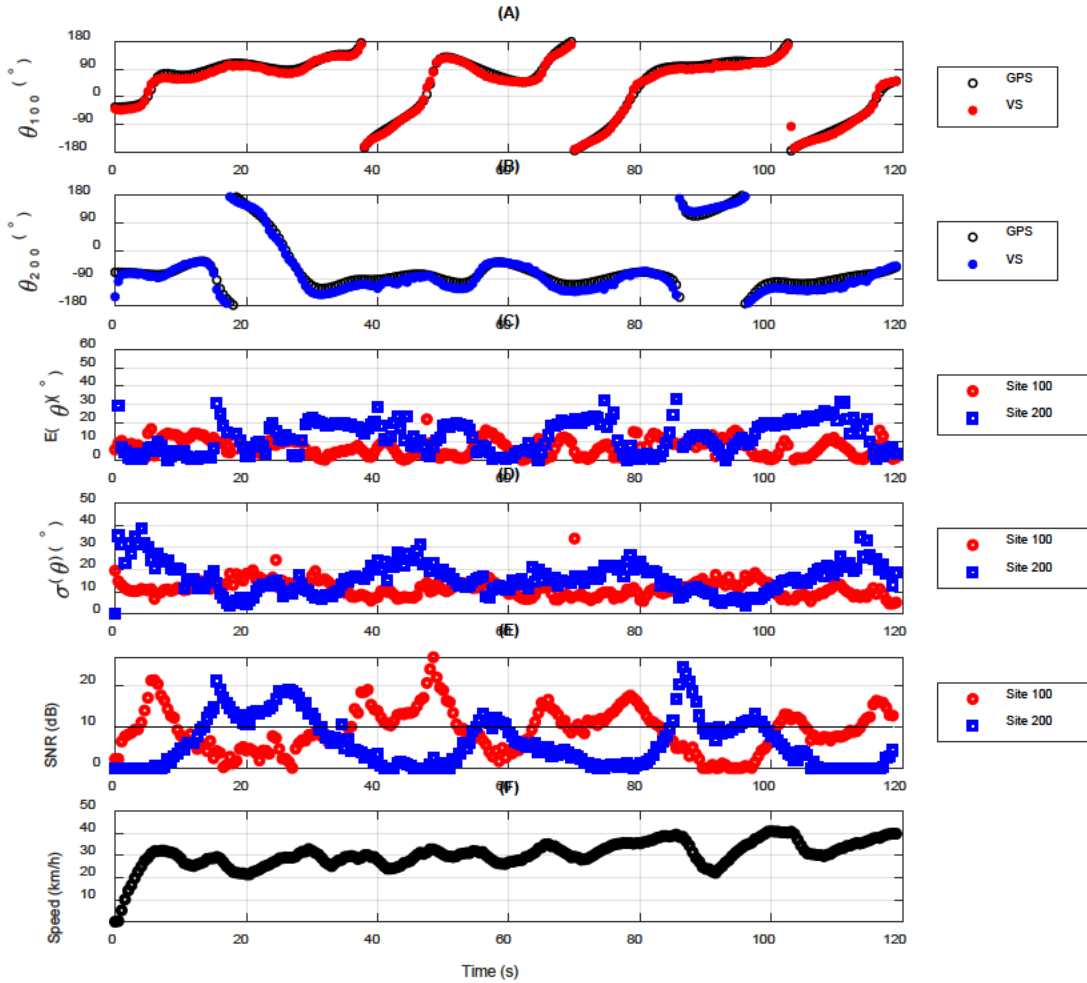 (A)
180
90
0
-90
-180
θ100 (°)
GPS
VS
(B)
0 20 40 60 80 100 120
180
90
0
-90
-180
θ200 (°)
GPS
VS
(C)
0 20 40 60 80 100 120
60
50
40
30
20
10
0
E(θ)(°)
Site 100
Site 200
(D)
0 20 40 60 80 100 120
50
40
30
20
10
0
σ(θ)(°)
Site 100
Site 200
(E)
0 20 40 60 80 100 120
20
10
0
SNR (dB)
Site 100
Site 200
(F)
0 20 40 60 80 100 120
50
40
30
20
10
Speed (km/h)
0 20 40 60 80 100 120
Time (s)